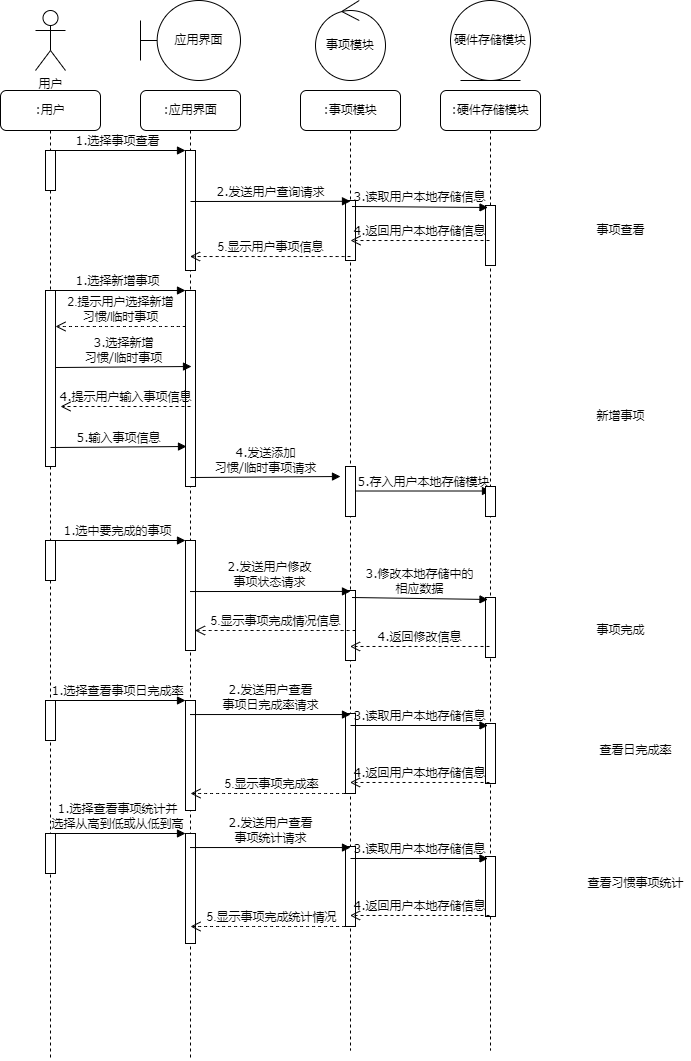 应用界面
事项模块
硬件存储模块
用户
:用户
:应用界面
:事项模块
:硬件存储模块
1.选择事项查看
2.发送用户查询请求
3.读取用户本地存储信息
4.返回用户本地存储信息
5.显示用户事项信息
事项查看
1.选择新增事项
2.提示用户选择新增
习惯/临时事项
3.选择新增
习惯/临时事项
4.提示用户输入事项信息
5.输入事项信息
4.发送添加
习惯/临时事项请求
5.存入用户本地存储模块
新增事项
1.选中要完成的事项
2.发送用户修改
事项状态请求
3.修改本地存储中的
相应数据
5.显示事项完成情况信息
4.返回修改信息
事项完成
1.选择查看事项日完成率
2.发送用户查看
事项日完成率请求
3.读取用户本地存储信息
4.返回用户本地存储信息
5.显示事项完成率
查看日完成率
1.选择查看事项统计并
选择从高到低或从低到高
2.发送用户查看
事项统计请求
3.读取用户本地存储信息
4.返回用户本地存储信息
5.显示事项完成统计情况
查看习惯事项统计